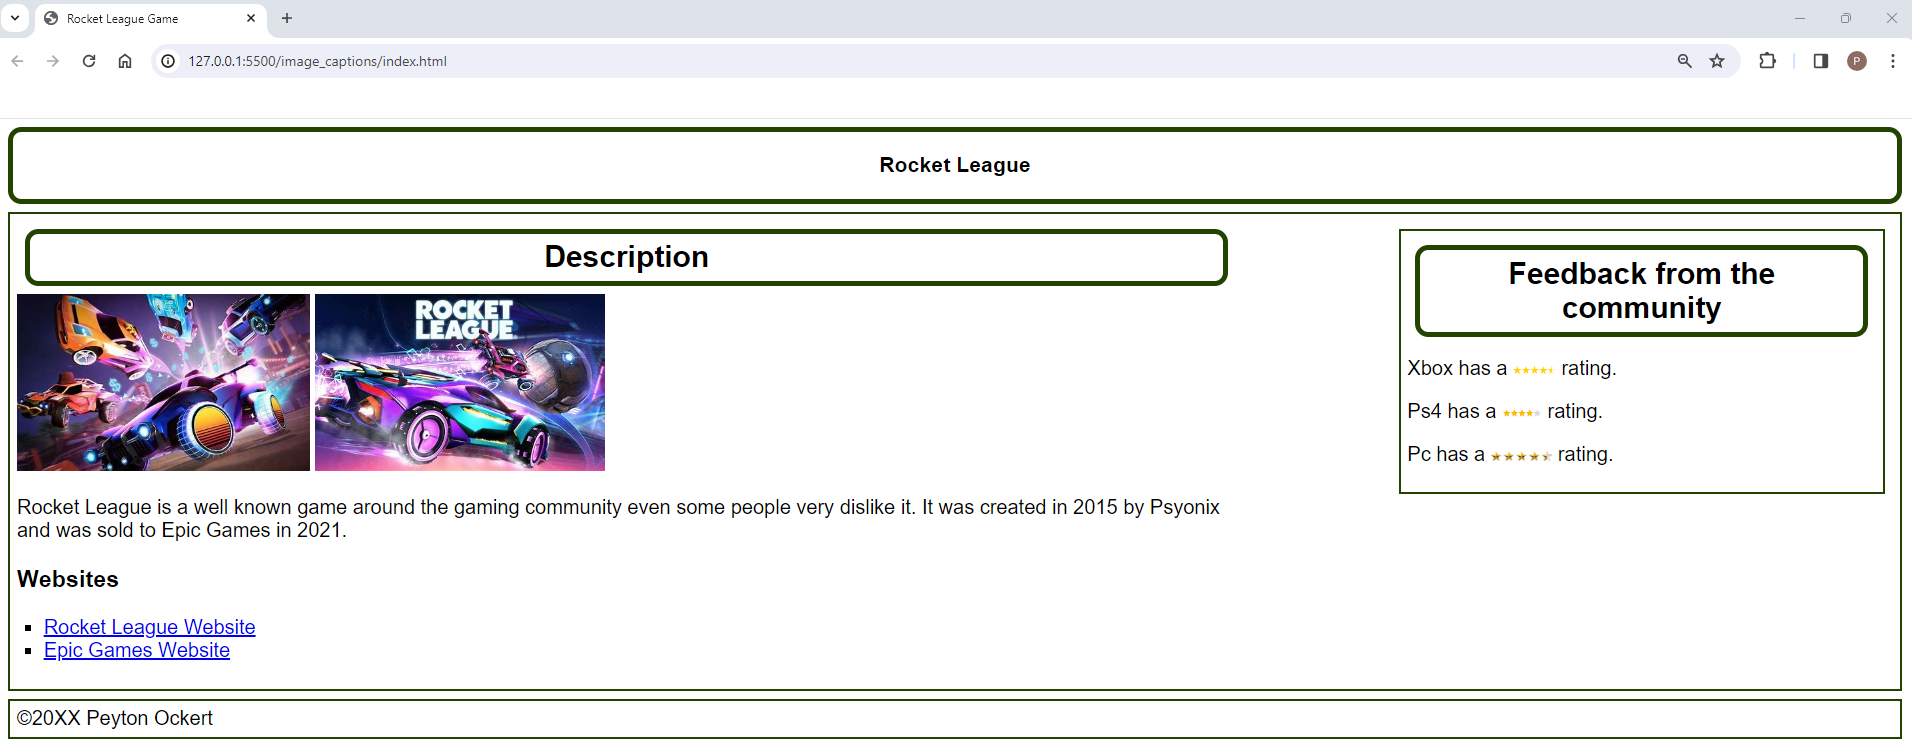 Rocket League Game
127.0.0.1:5500/image_captions/index.html
P
Rocket League
Description
ROCKET
LEAGUE
Rocket League is a well known game around the gaming community even some people very dislike it. It was created in 2015 by Psyonix
and was sold to Epic Games in 2021.
Websites
Rocket League Website
Epic Games Website
Feedback from the
community
Xbox has a rating.
Ps4 has a rating.
Pc has a rating.
©20XX Peyton Ockert